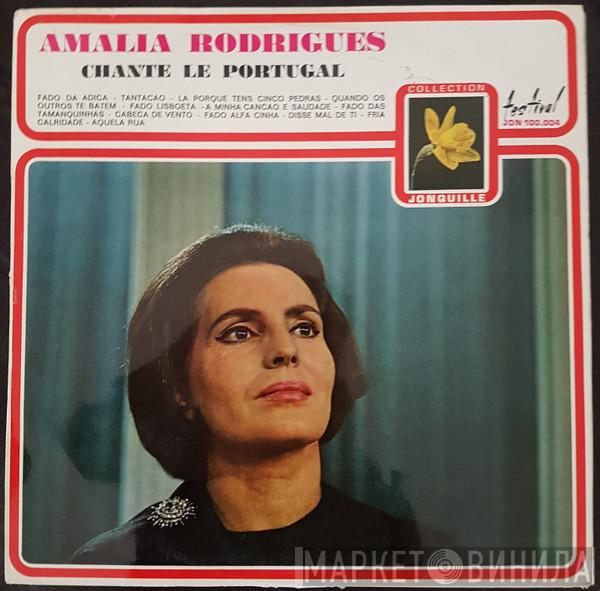 AMALIA RODRIGUES
CHANTE LE PORTUGAL
FADO DA ADICA - TANTACAO - LA PORQUE TENS CINCO PEDRAS - QUANDO OS
OUTROS TE BATEM - FADO LISBOETA - A MINHA CANCAO E SAUDADE - FADO DAS
TAMANQUINHAS - CABECA DE VENTO - FADO ALFA CINHA - DISSE MAL DE TI - FRIA
CALRIDADE - AQUELA RUA
COLLECTION
JONQUILLE
festival
JON 100.004
МАРКЕТ ВИНИЛА